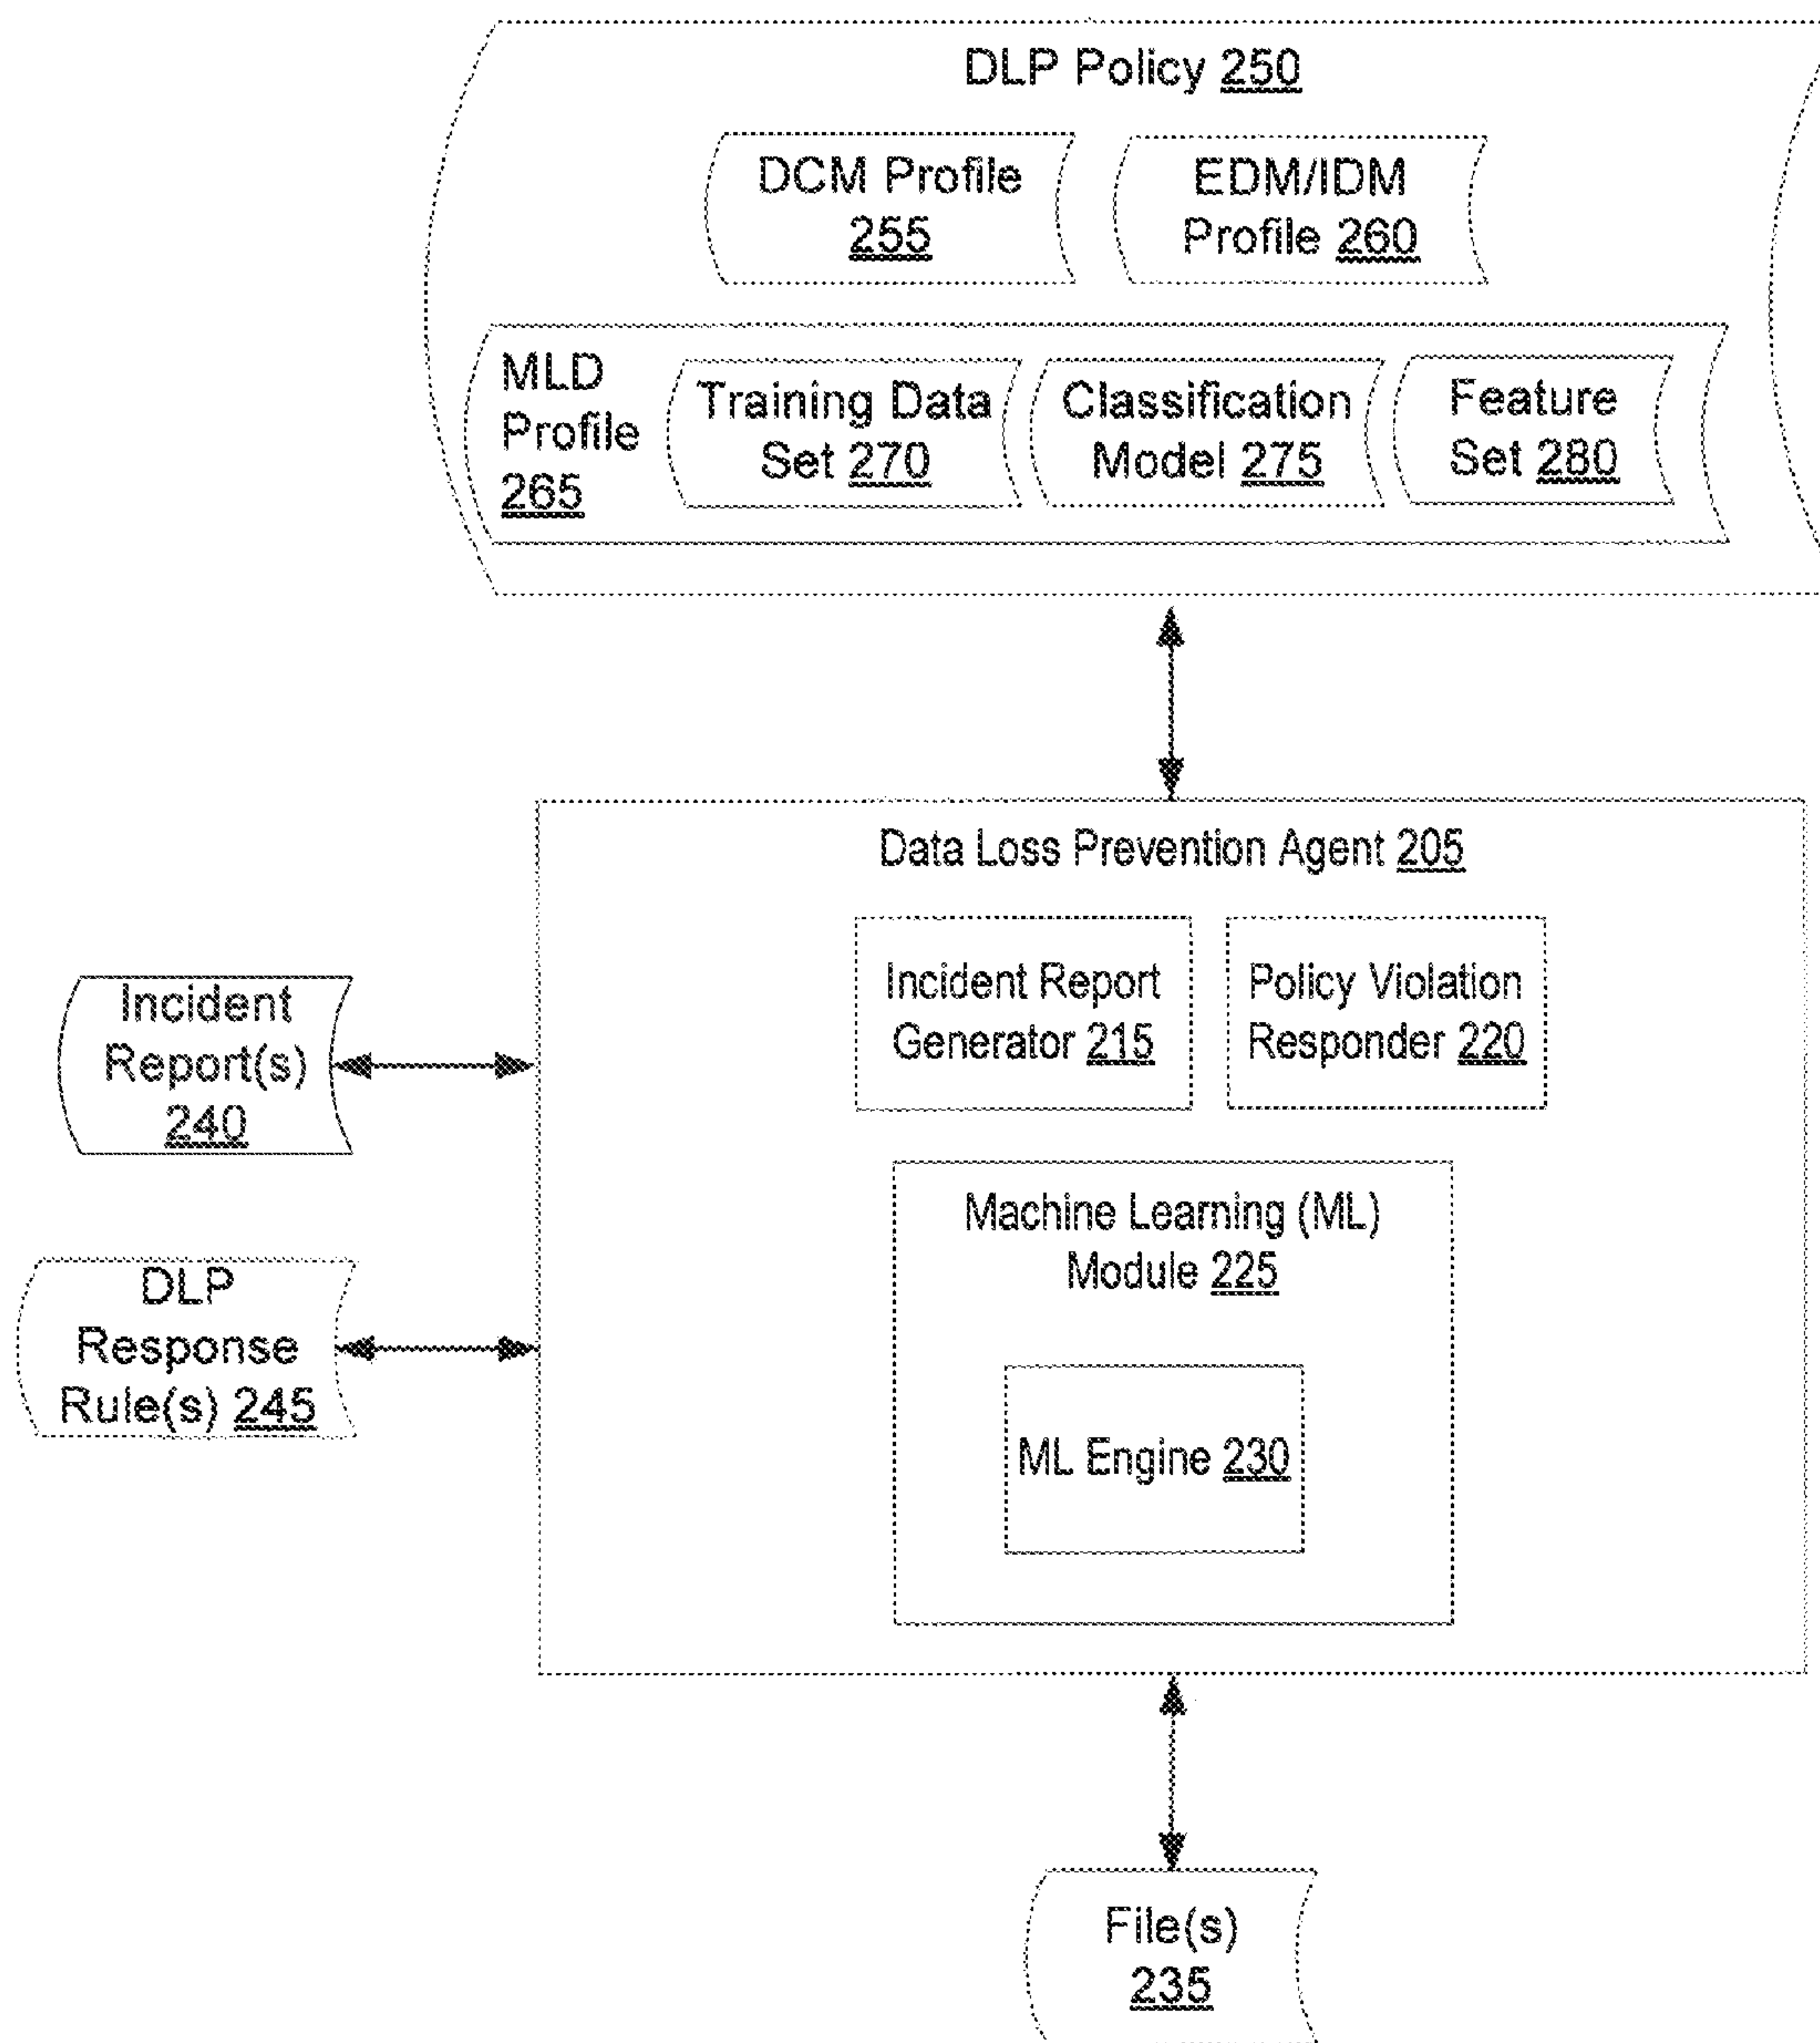 DLP Policy 250
DCM Profile
255
EDM/IDM
Profile 260
MLD
Profile
265
Training Data
Set 270
Classification
Model 275
Feature
Set 280
Data Loss Prevention Agent 205
Incident Report
Generator 215
Policy Violation
Responder 220
Incident
Report(s)
240
Machine Learning (ML)
Module 225
DLP
Response
Rule(s) 245
ML Engine 230
File(s)
235